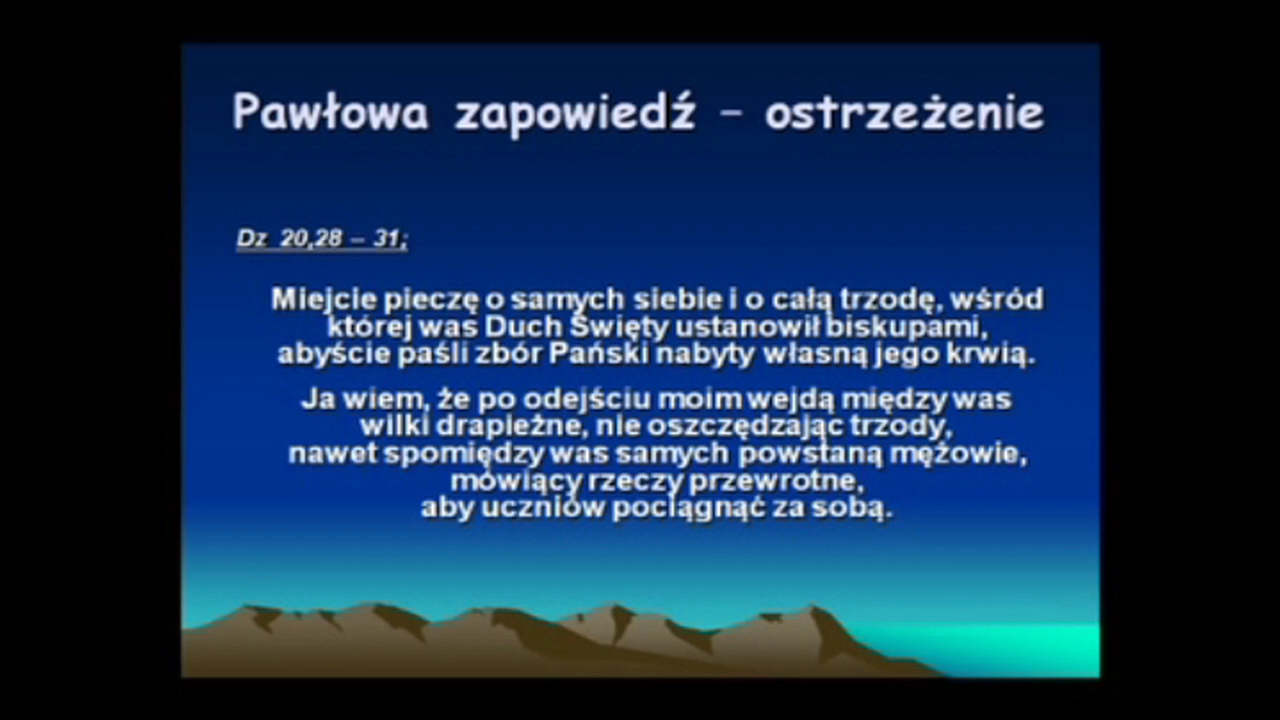 Pawłowa zapowiedź – ostrzeżenie
Dz 20,28 – 31;
Miejcie pieczę o samych siebie i o całą trzodę, wśród
której was Duch Święty ustanowił biskupami,
abyście paśli zbór Pański nabyty własną jego krwią.
Ja wiem, że po odejściu moim wejdą między was
wilki drapieżne, nie oszczędzając trzody,
nawet spomiędzy was samych powstaną mężowie,
mówiący rzeczy przewrotne,
aby uczniów pociągnąć za sobą.